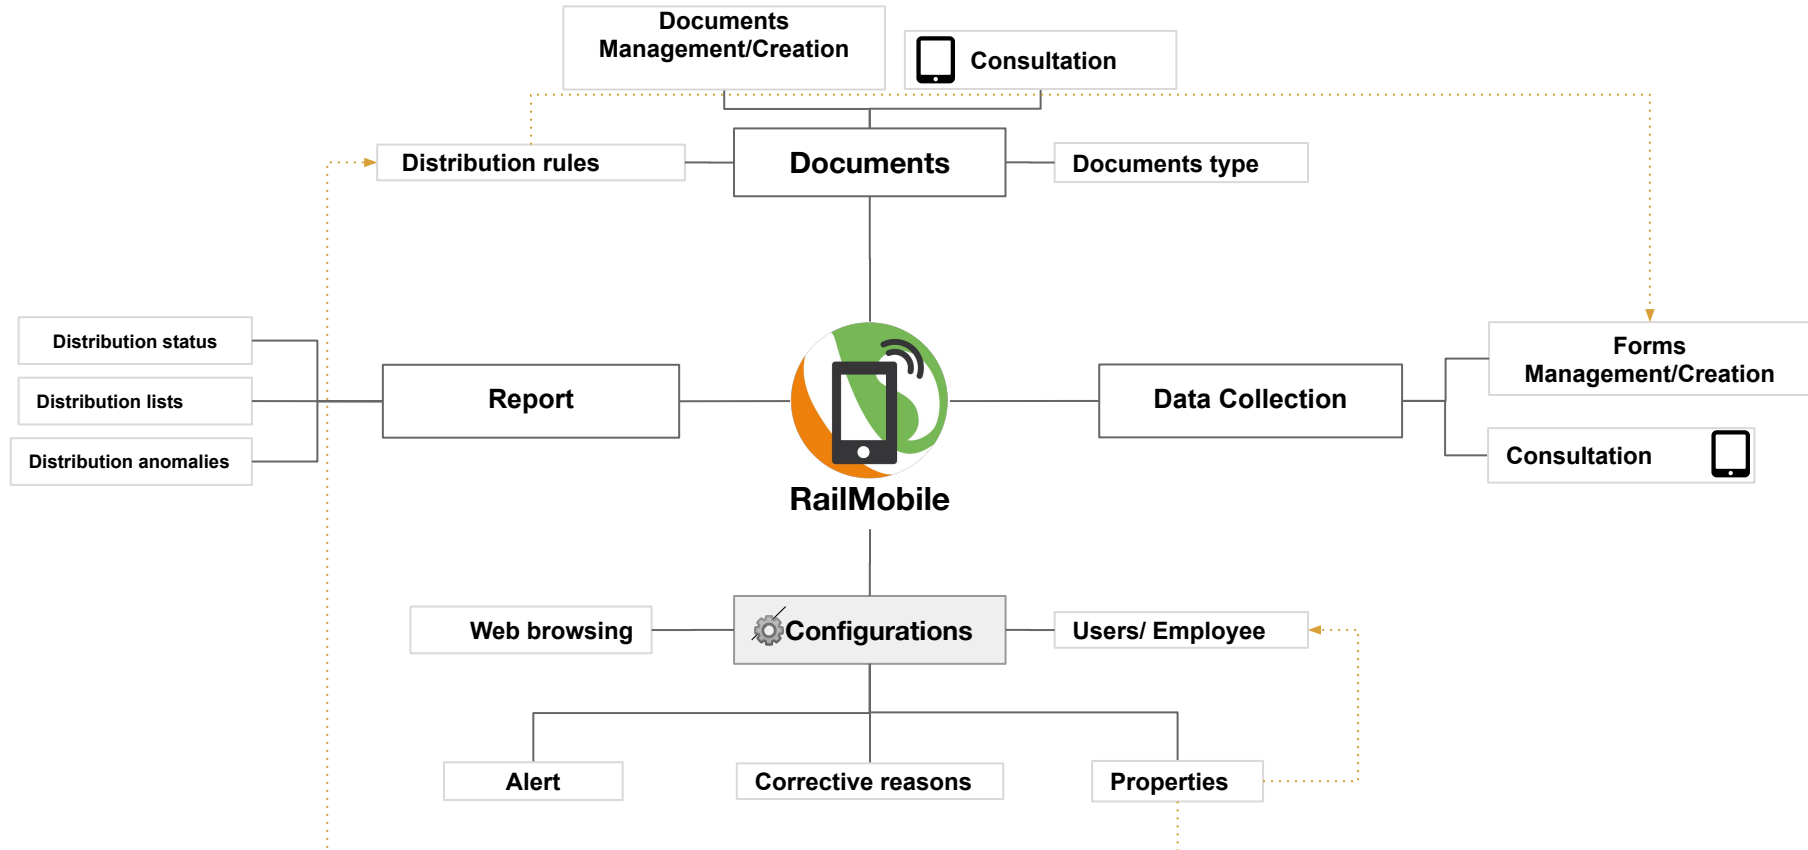 Documents
Management/Creation
Consultation
Distribution rules
Documents
Documents type
Distribution status
Distribution lists
Distribution anomalies
Report
RailMobile
Data Collection
Forms
Management/Creation
Consultation
Web browsing
Configurations
Users/ Employee
Alert
Corrective reasons
Properties